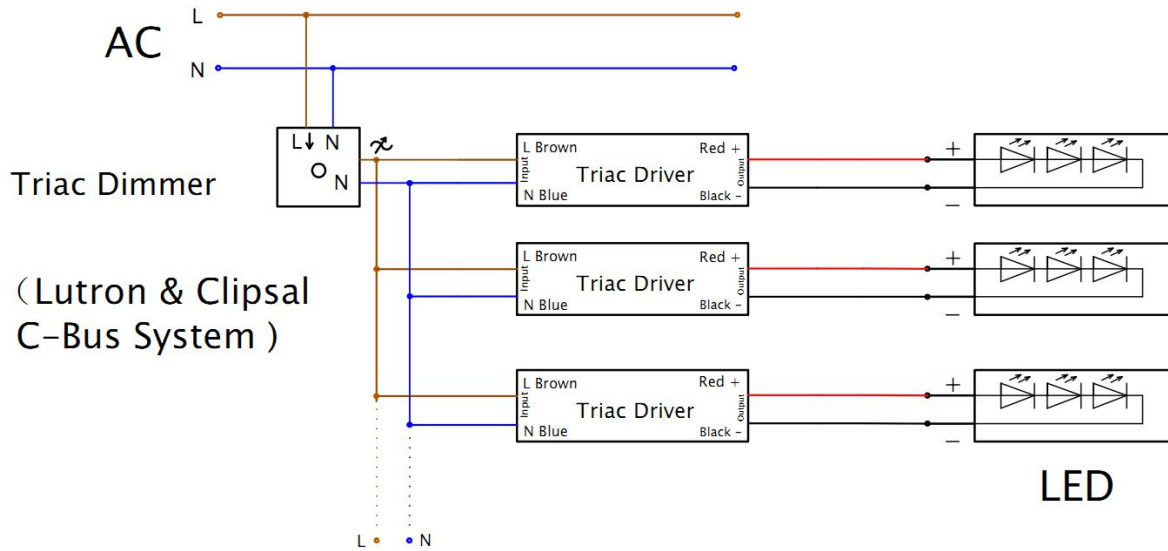 L
AC
N
L↓ N
N
Triac Dimmer
（Lutron & Clipsal
C-Bus System )
L Brown
Input
N Blue
Triac Driver
Red +
Output
Black -
+
−
L Brown
Input
N Blue
Triac Driver
Red +
Output
Black -
+
−
L Brown
Input
N Blue
Triac Driver
Red +
Output
Black -
+
−
LED
L
N